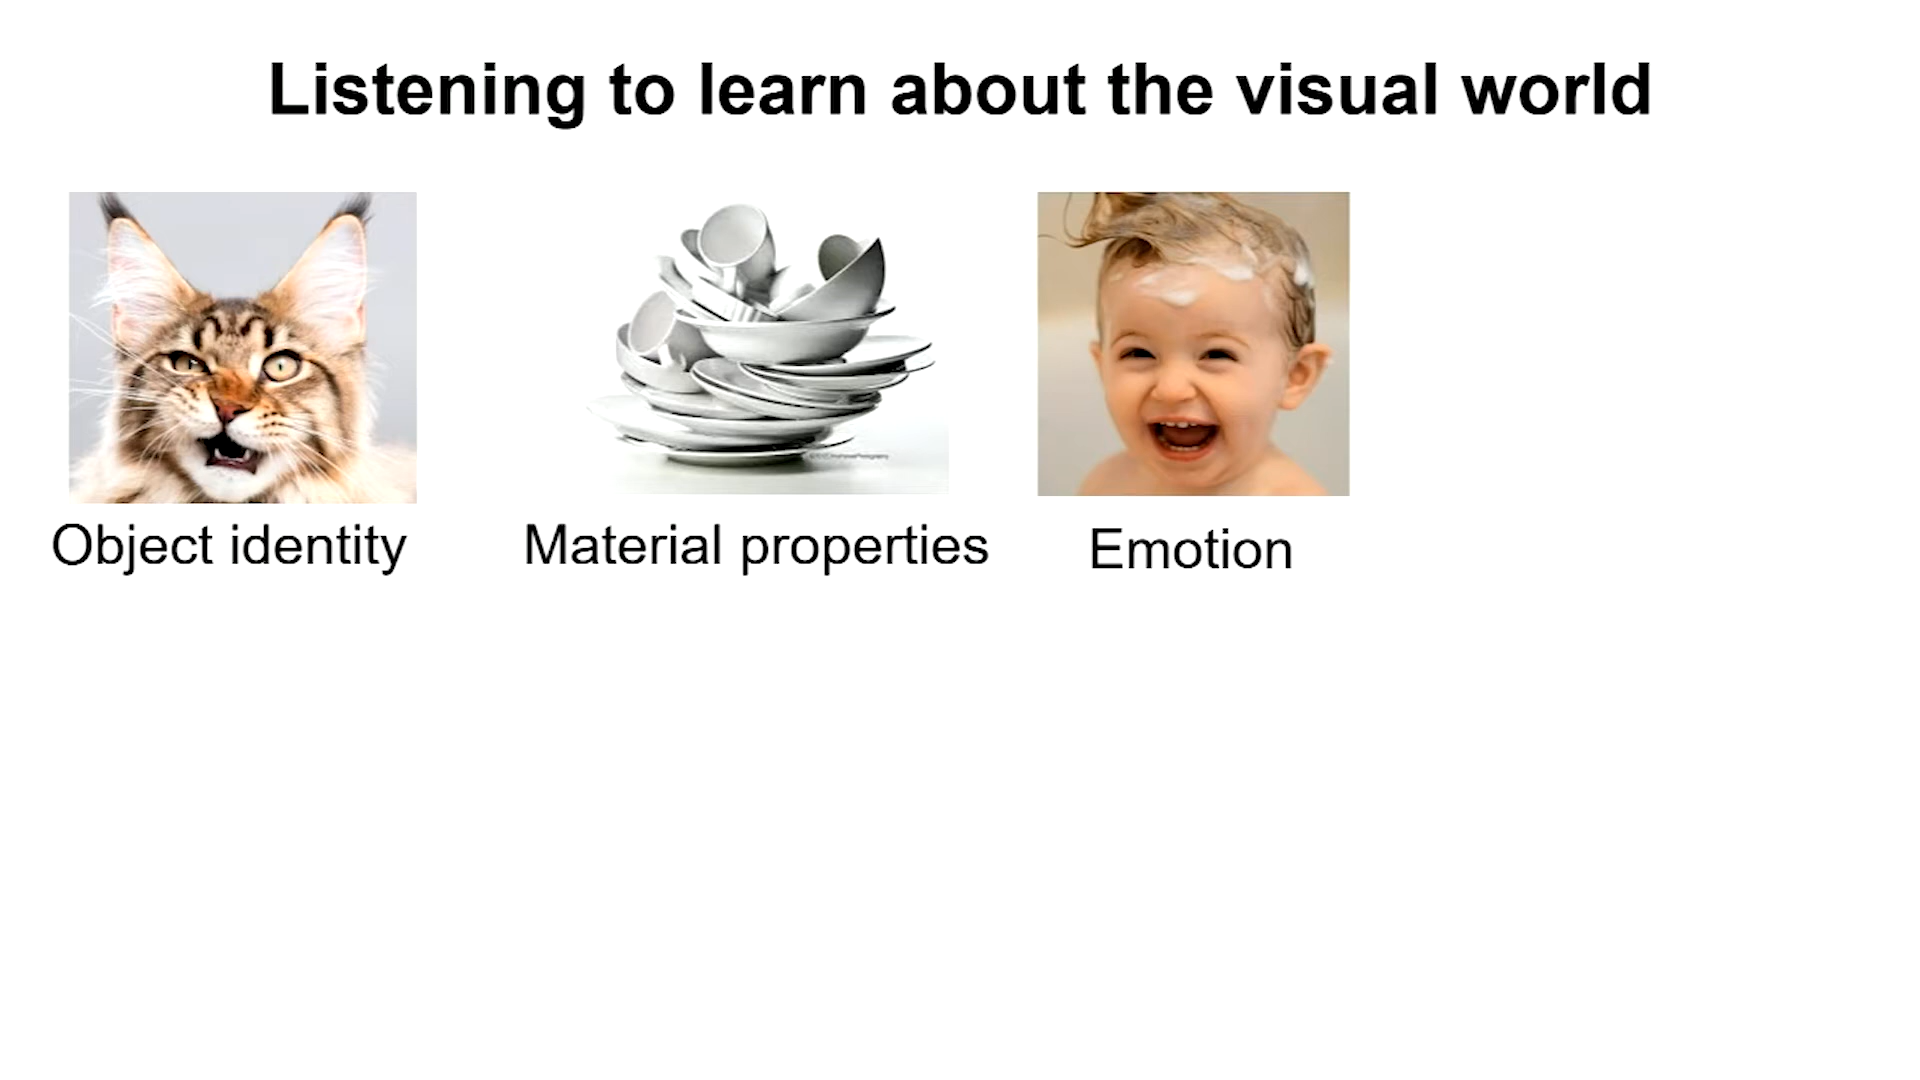 Listening to learn about the visual world
Object identity
Material properties
Emotion